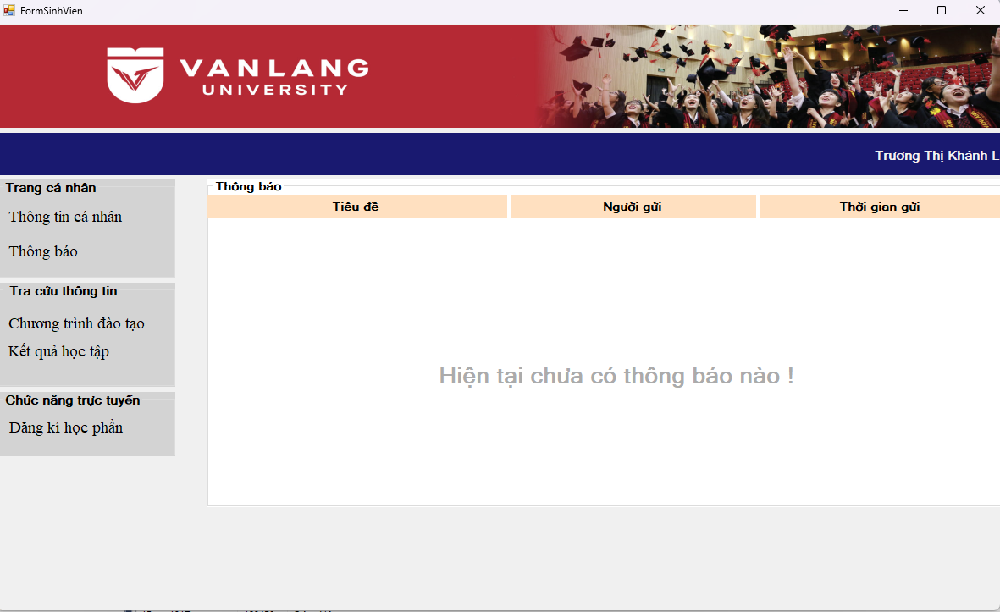 FormSinhVien
VANLANG
UNIVERSITY
Trương Thị Khánh L
Trang cá nhân
Thông tin cá nhân
Thông báo
Tra cứu thông tin
Chương trình đào tạo
Kết quả học tập
Chức năng trực tuyến
Đăng kí học phần
Thông báo
Tiêu đề
Người gửi
Thời gian gửi
Hiện tại chưa có thông báo nào !